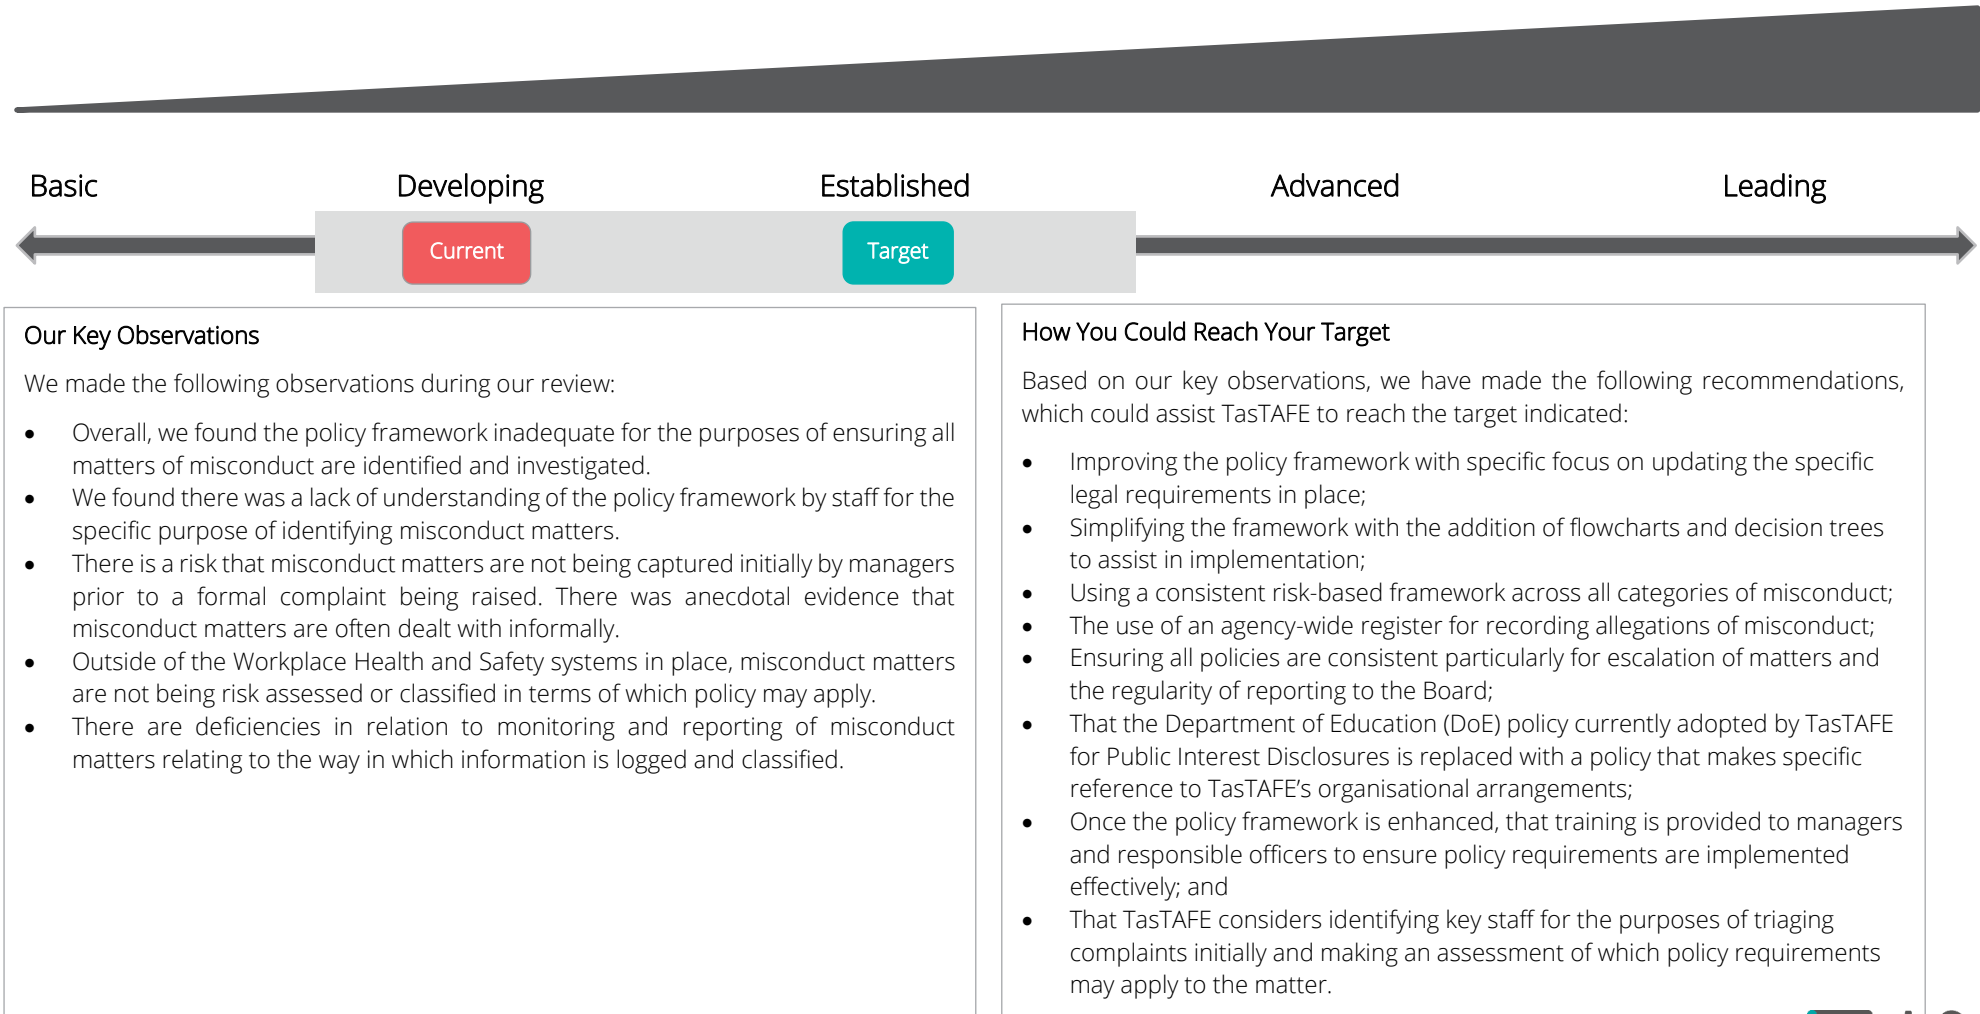 Basic
Developing
Established
Advanced
Leading
Current
Target
Our Key Observations
We made the following observations during our review:
• Overall, we found the policy framework inadequate for the purposes of ensuring all
matters of misconduct are identified and investigated.
• We found there was a lack of understanding of the policy framework by staff for the
specific purpose of identifying misconduct matters.
• There is a risk that misconduct matters are not being captured initially by managers
prior to a formal complaint being raised. There was anecdotal evidence that
misconduct matters are often dealt with informally.
• Outside of the Workplace Health and Safety systems in place, misconduct matters
are not being risk assessed or classified in terms of which policy may apply.
• There are deficiencies in relation to monitoring and reporting of misconduct
matters relating to the way in which information is logged and classified.
How You Could Reach Your Target
Based on our key observations, we have made the following recommendations,
which could assist TasTAFE to reach the target indicated:
• Improving the policy framework with specific focus on updating the specific
legal requirements in place;
• Simplifying the framework with the addition of flowcharts and decision trees
to assist in implementation;
• Using a consistent risk-based framework across all categories of misconduct;
• The use of an agency-wide register for recording allegations of misconduct;
• Ensuring all policies are consistent particularly for escalation of matters and
the regularity of reporting to the Board;
• That the Department of Education (DoE) policy currently adopted by TasTAFE
for Public Interest Disclosures is replaced with a policy that makes specific
reference to TasTAFE's organisational arrangements;
• Once the policy framework is enhanced, that training is provided to managers
and responsible officers to ensure policy requirements are implemented
effectively; and
• That TasTAFE considers identifying key staff for the purposes of triaging
complaints initially and making an assessment of which policy requirements
may apply to the matter.